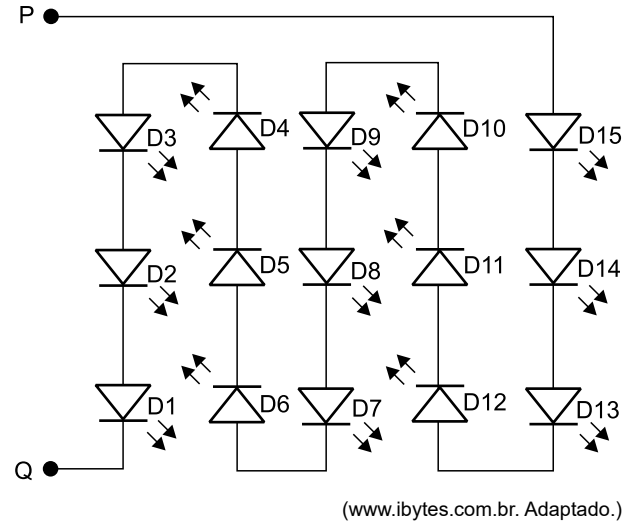 P
D3 D4 D9 D10 D15
D2 D5 D8 D11 D14
D1 D6 D7 D12 D13
Q
(www.ibytes.com.br. Adaptado.)